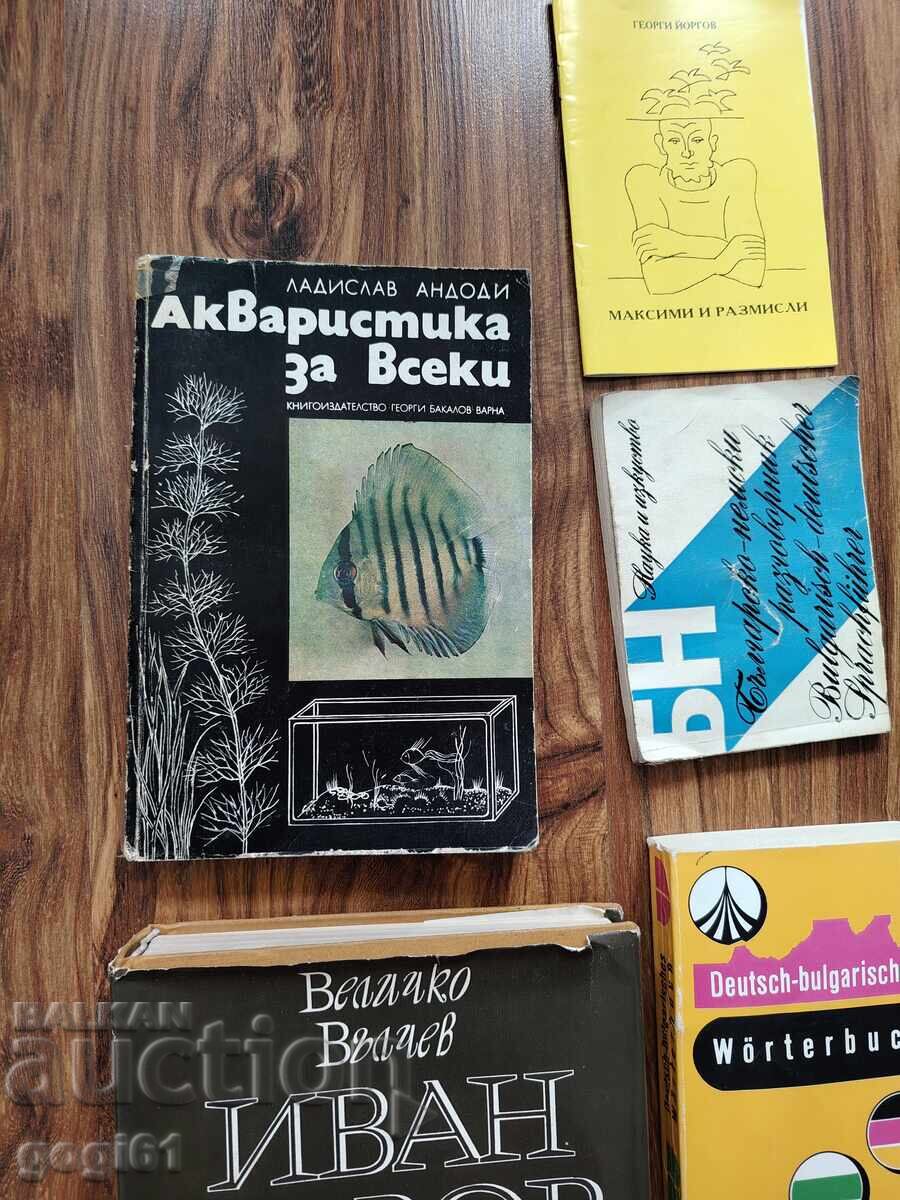 ГЕОРГИ ЙОРГОВ
МАКСИМИ И РАЗМИСЛИ
ЛАДИСЛАВ АНДОДИ
АкВаристика
за Всеки
КНИГОИЗДАТЕЛСТВО ГЕОРГИ БАКАЛОВ ВАРНА
Наука и изкуство
БН
Българско-немски
разговорник
Bulgarisch-deutscher
Sprachführer
Величко
Вълчев
ИВАН
Deutsch-bulgarisch
Wörterbuc
BALKAN
auction
gogi61